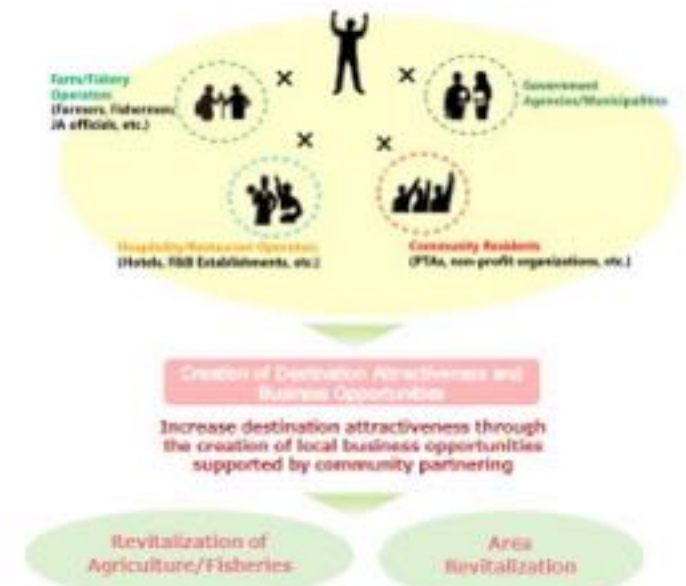 Farm/Fishery
Operators
(Farmers, Fishermen,
JA officials, etc.)
×
×
Government
Agencies/Municipalities
×
×
Hospitality/Restaurant Operators
(Hotels, F&B Establishments, etc.)
Community Residents
(PTAs, non-profit organizations, etc.)
Creation of Destination Attractiveness and
Business Opportunities
Increase destination attractiveness through
the creation of local business opportunities
supported by community partnering
Revitalization of
Agriculture/Fisheries
Area
Revitalization